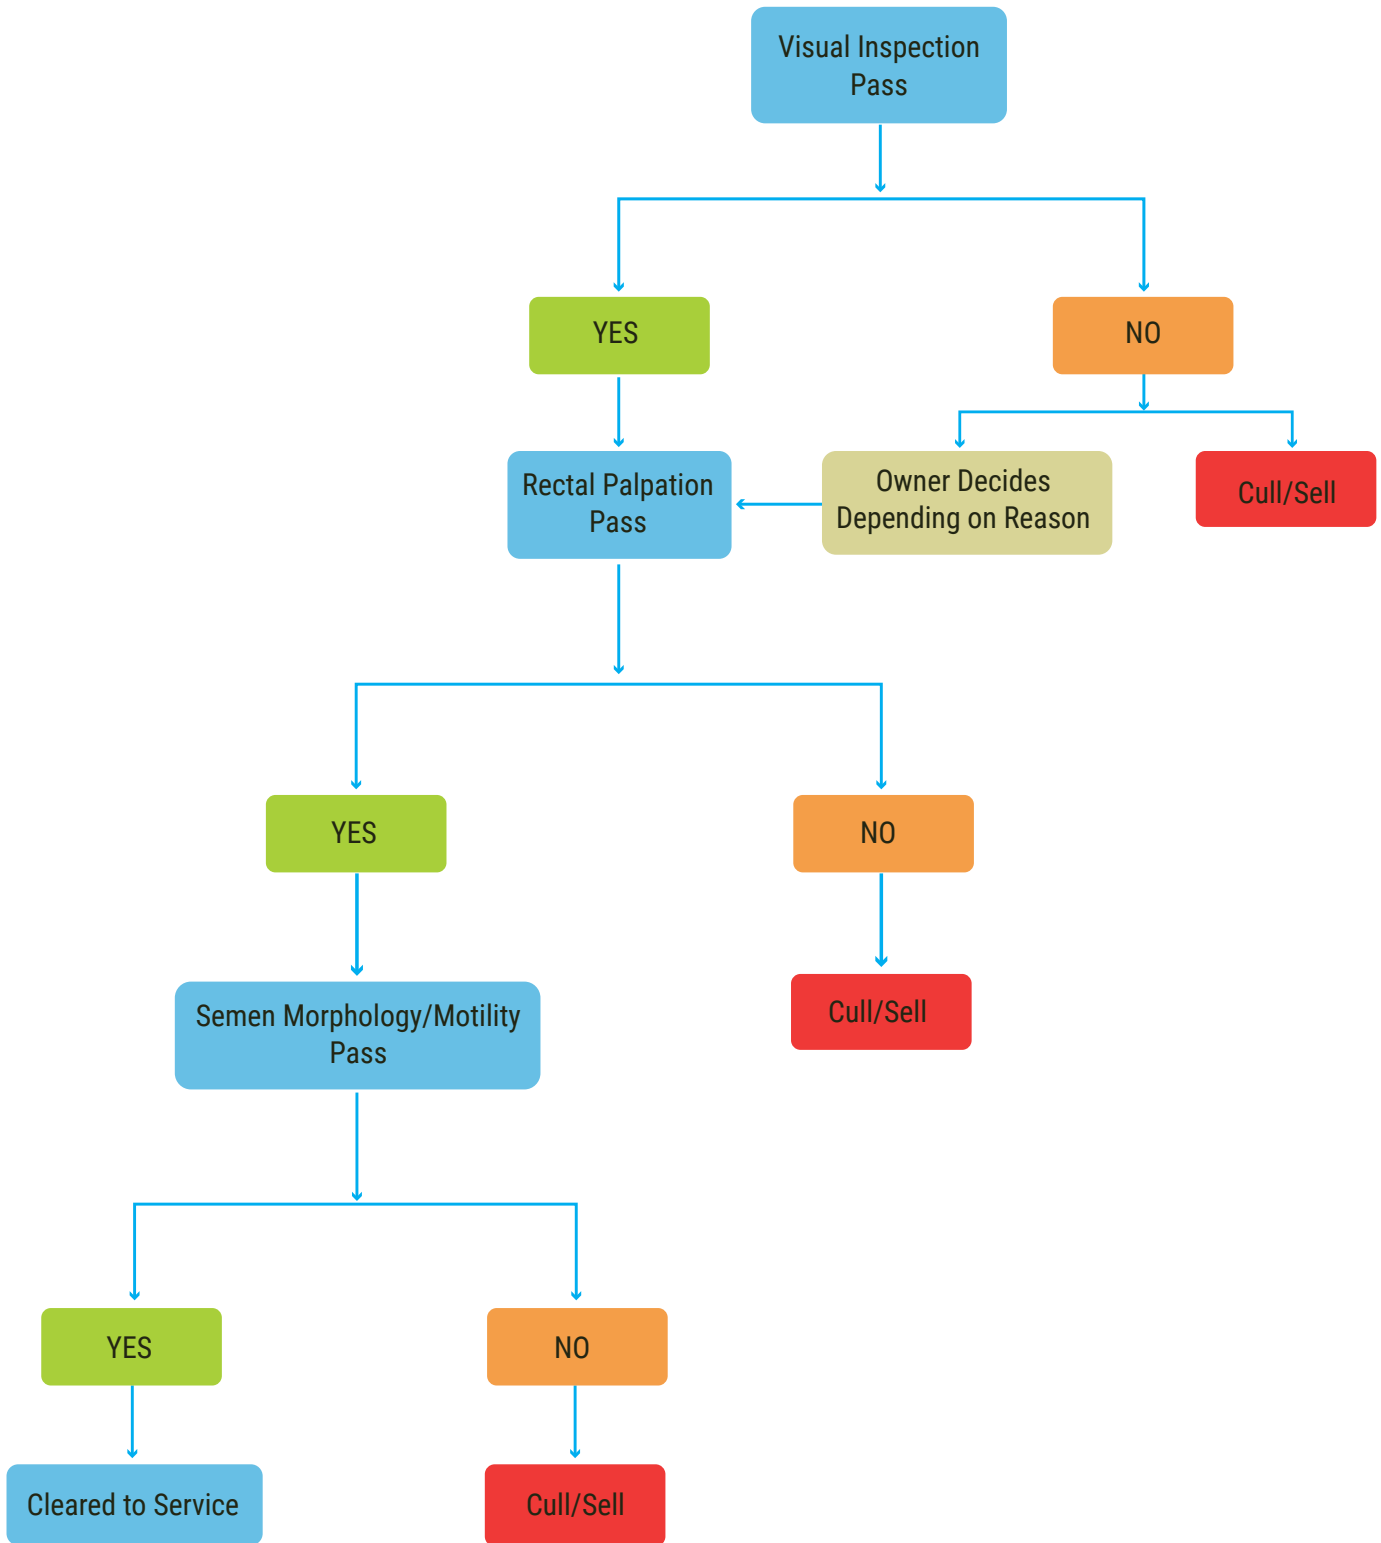 Visual Inspection
Pass
YES
NO
Rectal Palpation
Pass
Owner Decides
Depending on Reason
Cull/Sell
YES
NO
Semen Morphology/Motility
Pass
Cull/Sell
YES
NO
Cleared to Service
Cull/Sell